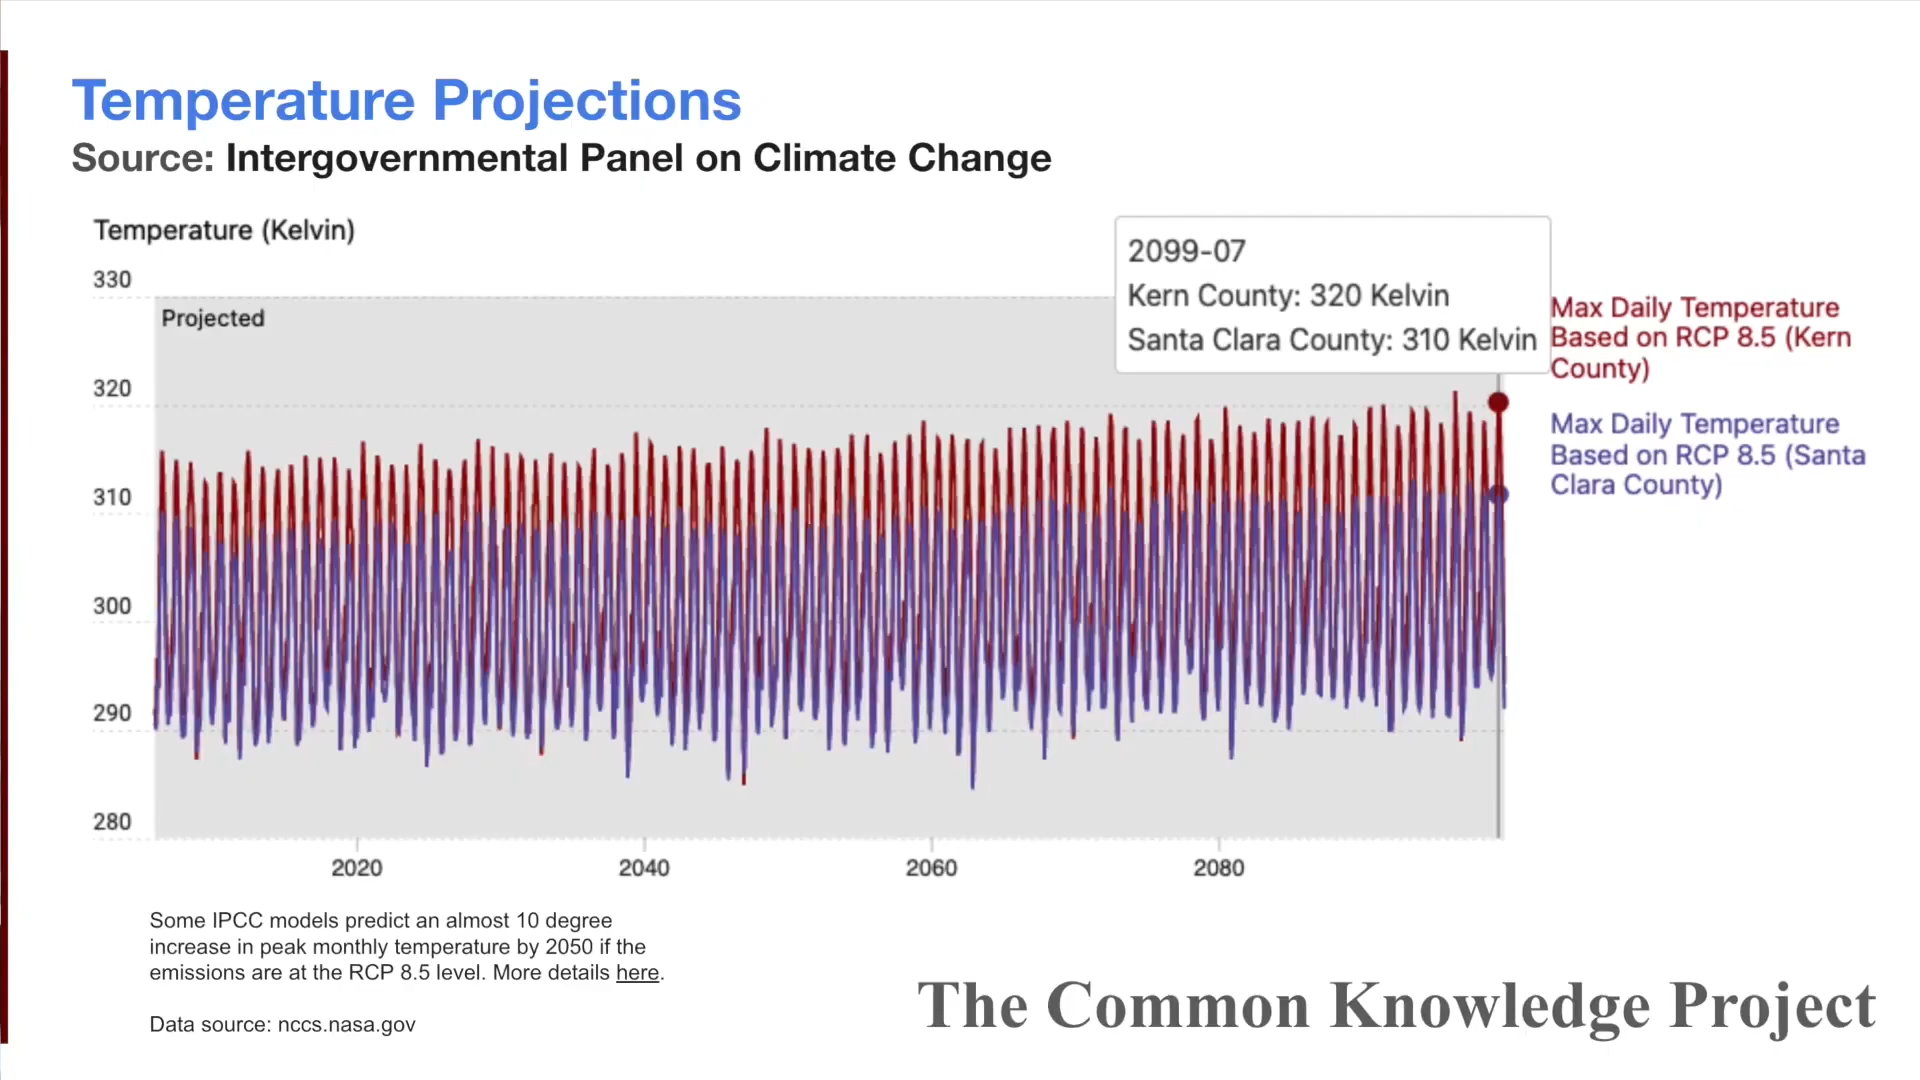 Temperature Projections
Source: Intergovernmental Panel on Climate Change
Temperature (Kelvin)
330
320
310
300
290
280
Projected
2099-07
Kern County: 320 Kelvin
Santa Clara County: 310 Kelvin
Max Daily Temperature
Based on RCP 8.5 (Kern
County)
Max Daily Temperature
Based on RCP 8.5 (Santa
Clara County)
2020
2040
2060
2080
Some IPCC models predict an almost 10 degree
increase in peak monthly temperature by 2050 if the
emissions are at the RCP 8.5 level. More details here.
Data source: nccs.nasa.gov
The Common Knowledge Project